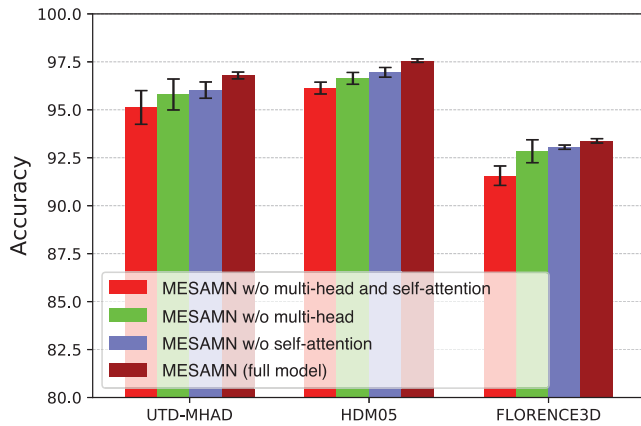 100.0
97.5
95.0
92.5
90.0
87.5
85.0
82.5
80.0
Accuracy
MESAMN w/o multi-head and self-attention
MESAMN w/o multi-head
MESAMN w/o self-attention
MESAMN (full model)
UTD-MHAD HDM05 FLORENCE3D